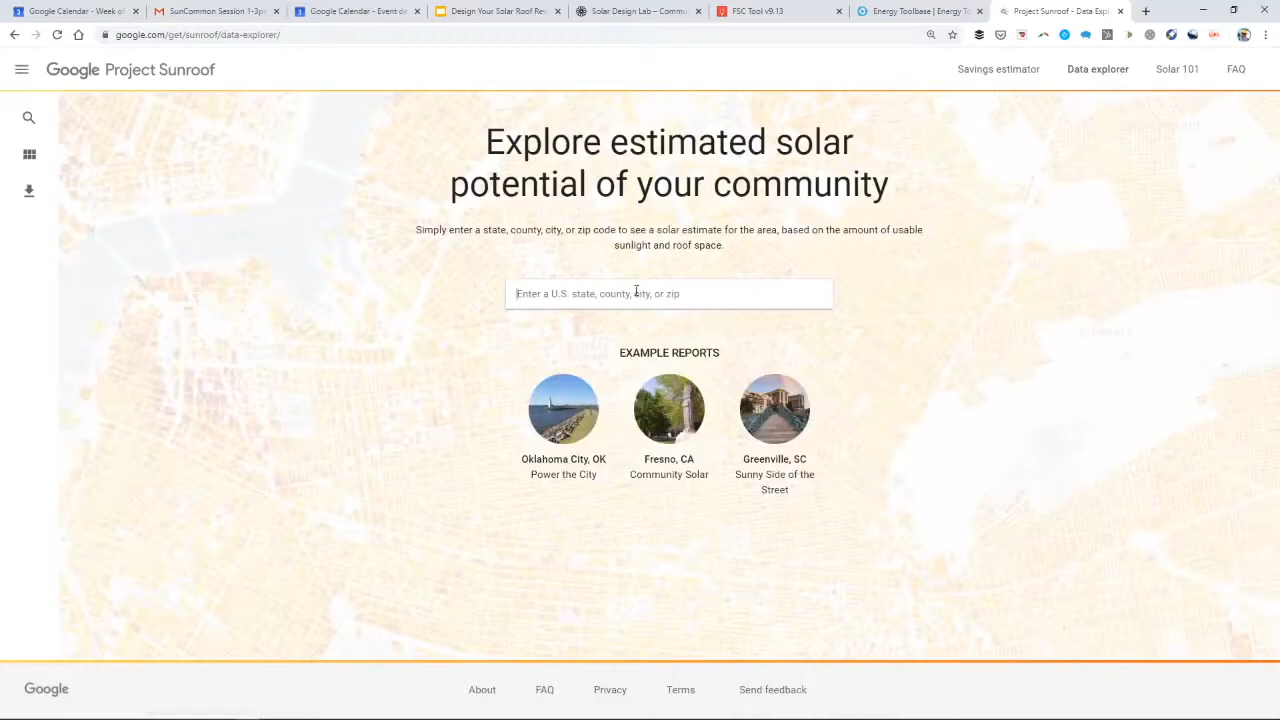 Google Calendar - Week of
SunCommon Session 1-3p
Google Calendar - Event de
Design Your Solar Roof Re
Solar Design Lab – Commu
FSC Tool v9.13
Energy Toolbase | Energy To
Project Sunroof - Data Expl
google.com/get/sunroof/data-explorer/
Google Project Sunroof
Savings estimator
Data explorer
Solar 101
FAQ
Explore estimated solar
potential of your community
Simply enter a state, county, city, or zip code to see a solar estimate for the area, based on the amount of usable
sunlight and roof space.
Enter a U.S. state, county, city, or zip
EXAMPLE REPORTS
Oklahoma City, OK
Power the City
Fresno, CA
Community Solar
Greenville, SC
Sunny Side of the
Street
Google
About
FAQ
Privacy
Terms
Send feedback